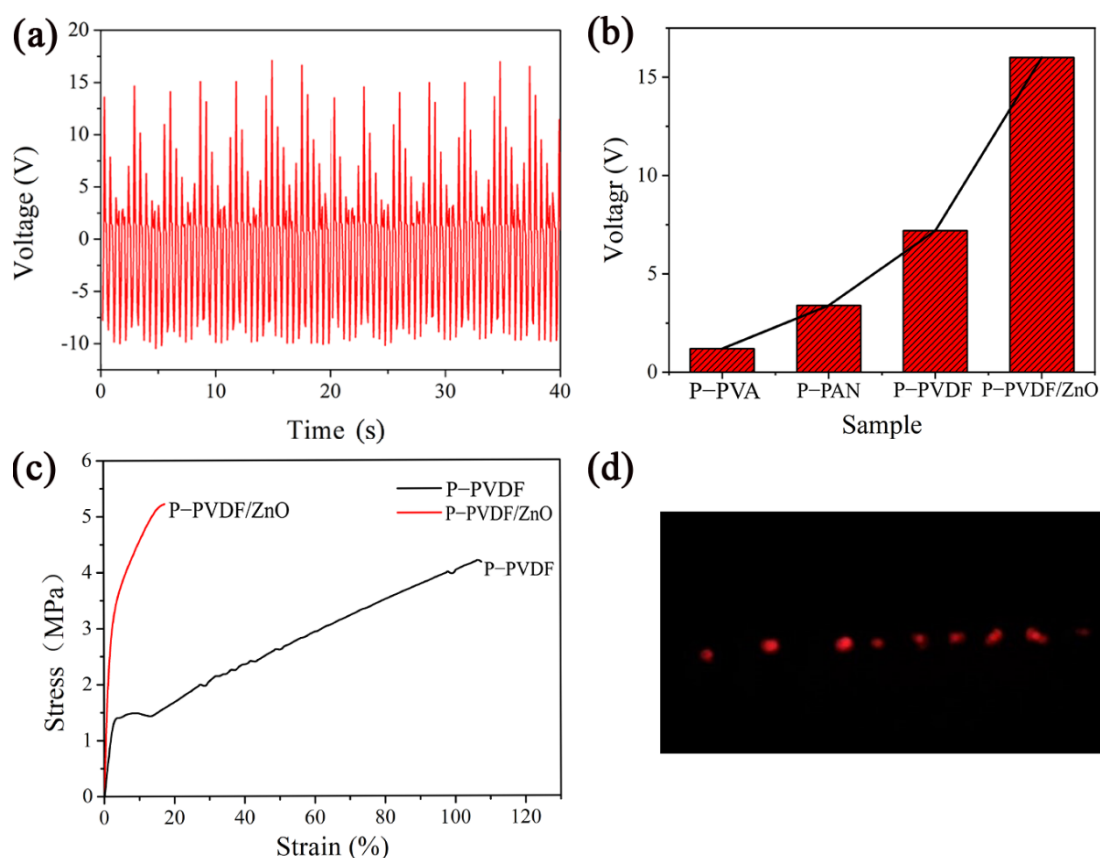 (a)
20
15
10
5
0
-5
-10
0
10
20
30
40
Voltage (V)
Time (s)
(b)
15
10
5
0
Voltagr (V)
P−PVA
P−PAN
P−PVDF
P−PVDF/ZnO
Sample
(c)
6
5
4
3
2
1
0
0
20
40
60
80
100
120
Stress (MPa)
Strain (%)
P−PVDF/ZnO
P−PVDF
P−PVDF/ZnO
P−PVDF
(d)